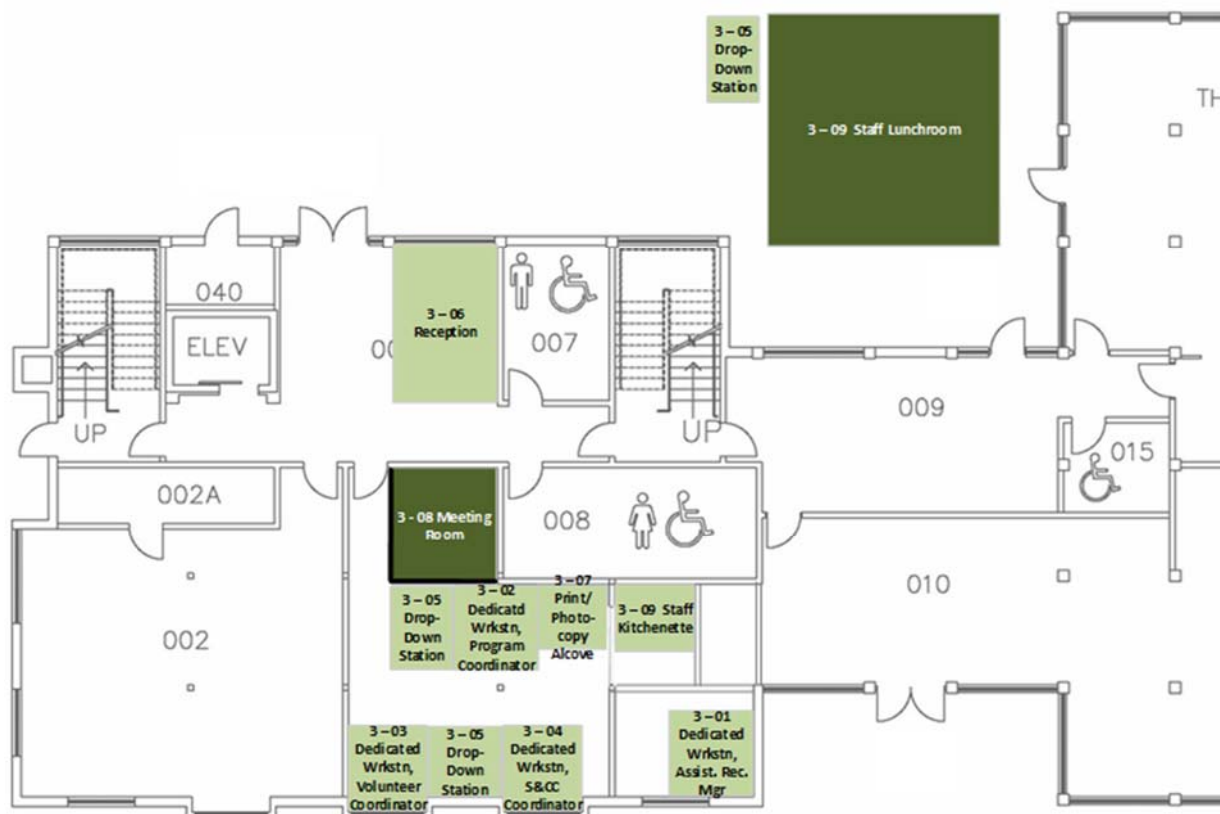 3 – 05
Drop-
Down
Station
3 – 09 Staff Lunchroom
TH
040
ELEV
3 – 06
Reception
007
UP
UP
009
015
002A
3 - 08 Meeting
Room
008
010
002
3 – 05
Drop-
Down
Station
3 – 02
Dedicatd
Wrkstn,
Program
Coordinator
3 – 07
Print/
Photo-
copy
Alcove
3 – 09 Staff
Kitchenette
3 – 03
Dedicated
Wrkstn,
Volunteer
Coordinator
3 – 05
Drop-
Down
Station
3 – 04
Dedicated
Wrkstn,
S&CC
Coordinator
3 – 01
Dedicated
Wrkstn,
Assist. Rec.
Mgr